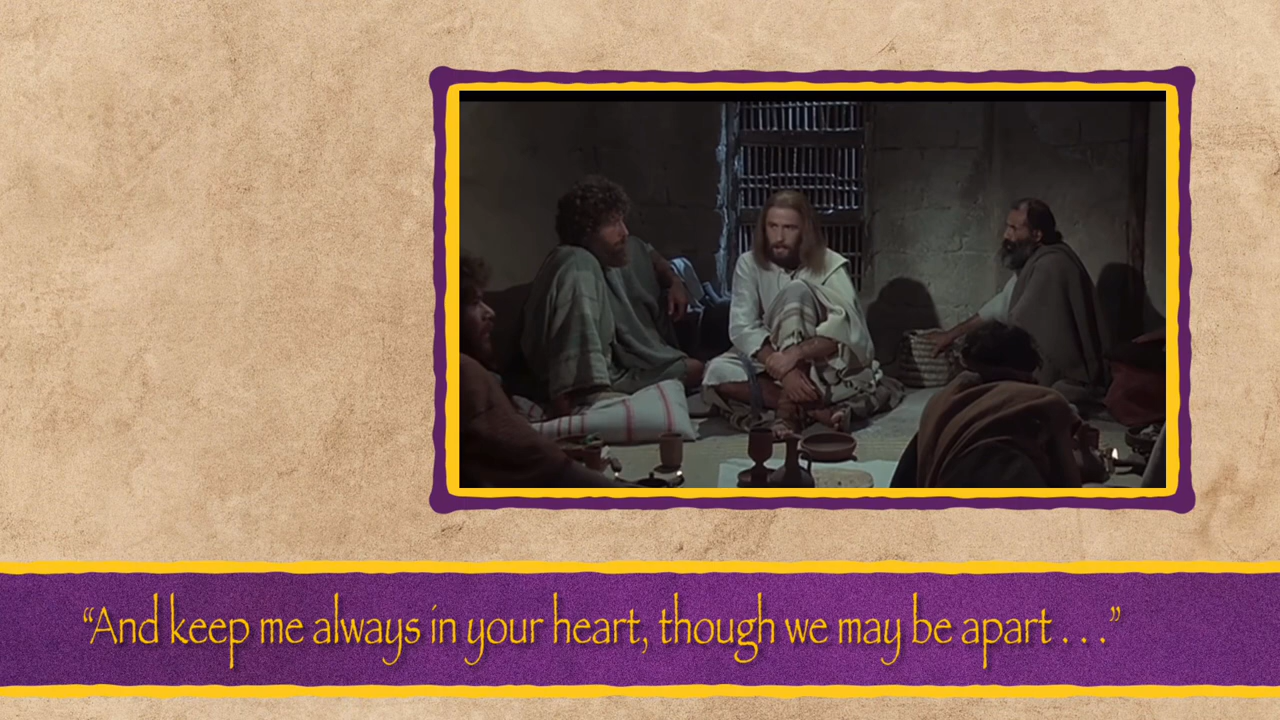 “And keep me always in your heart, though we may be apart . . .”